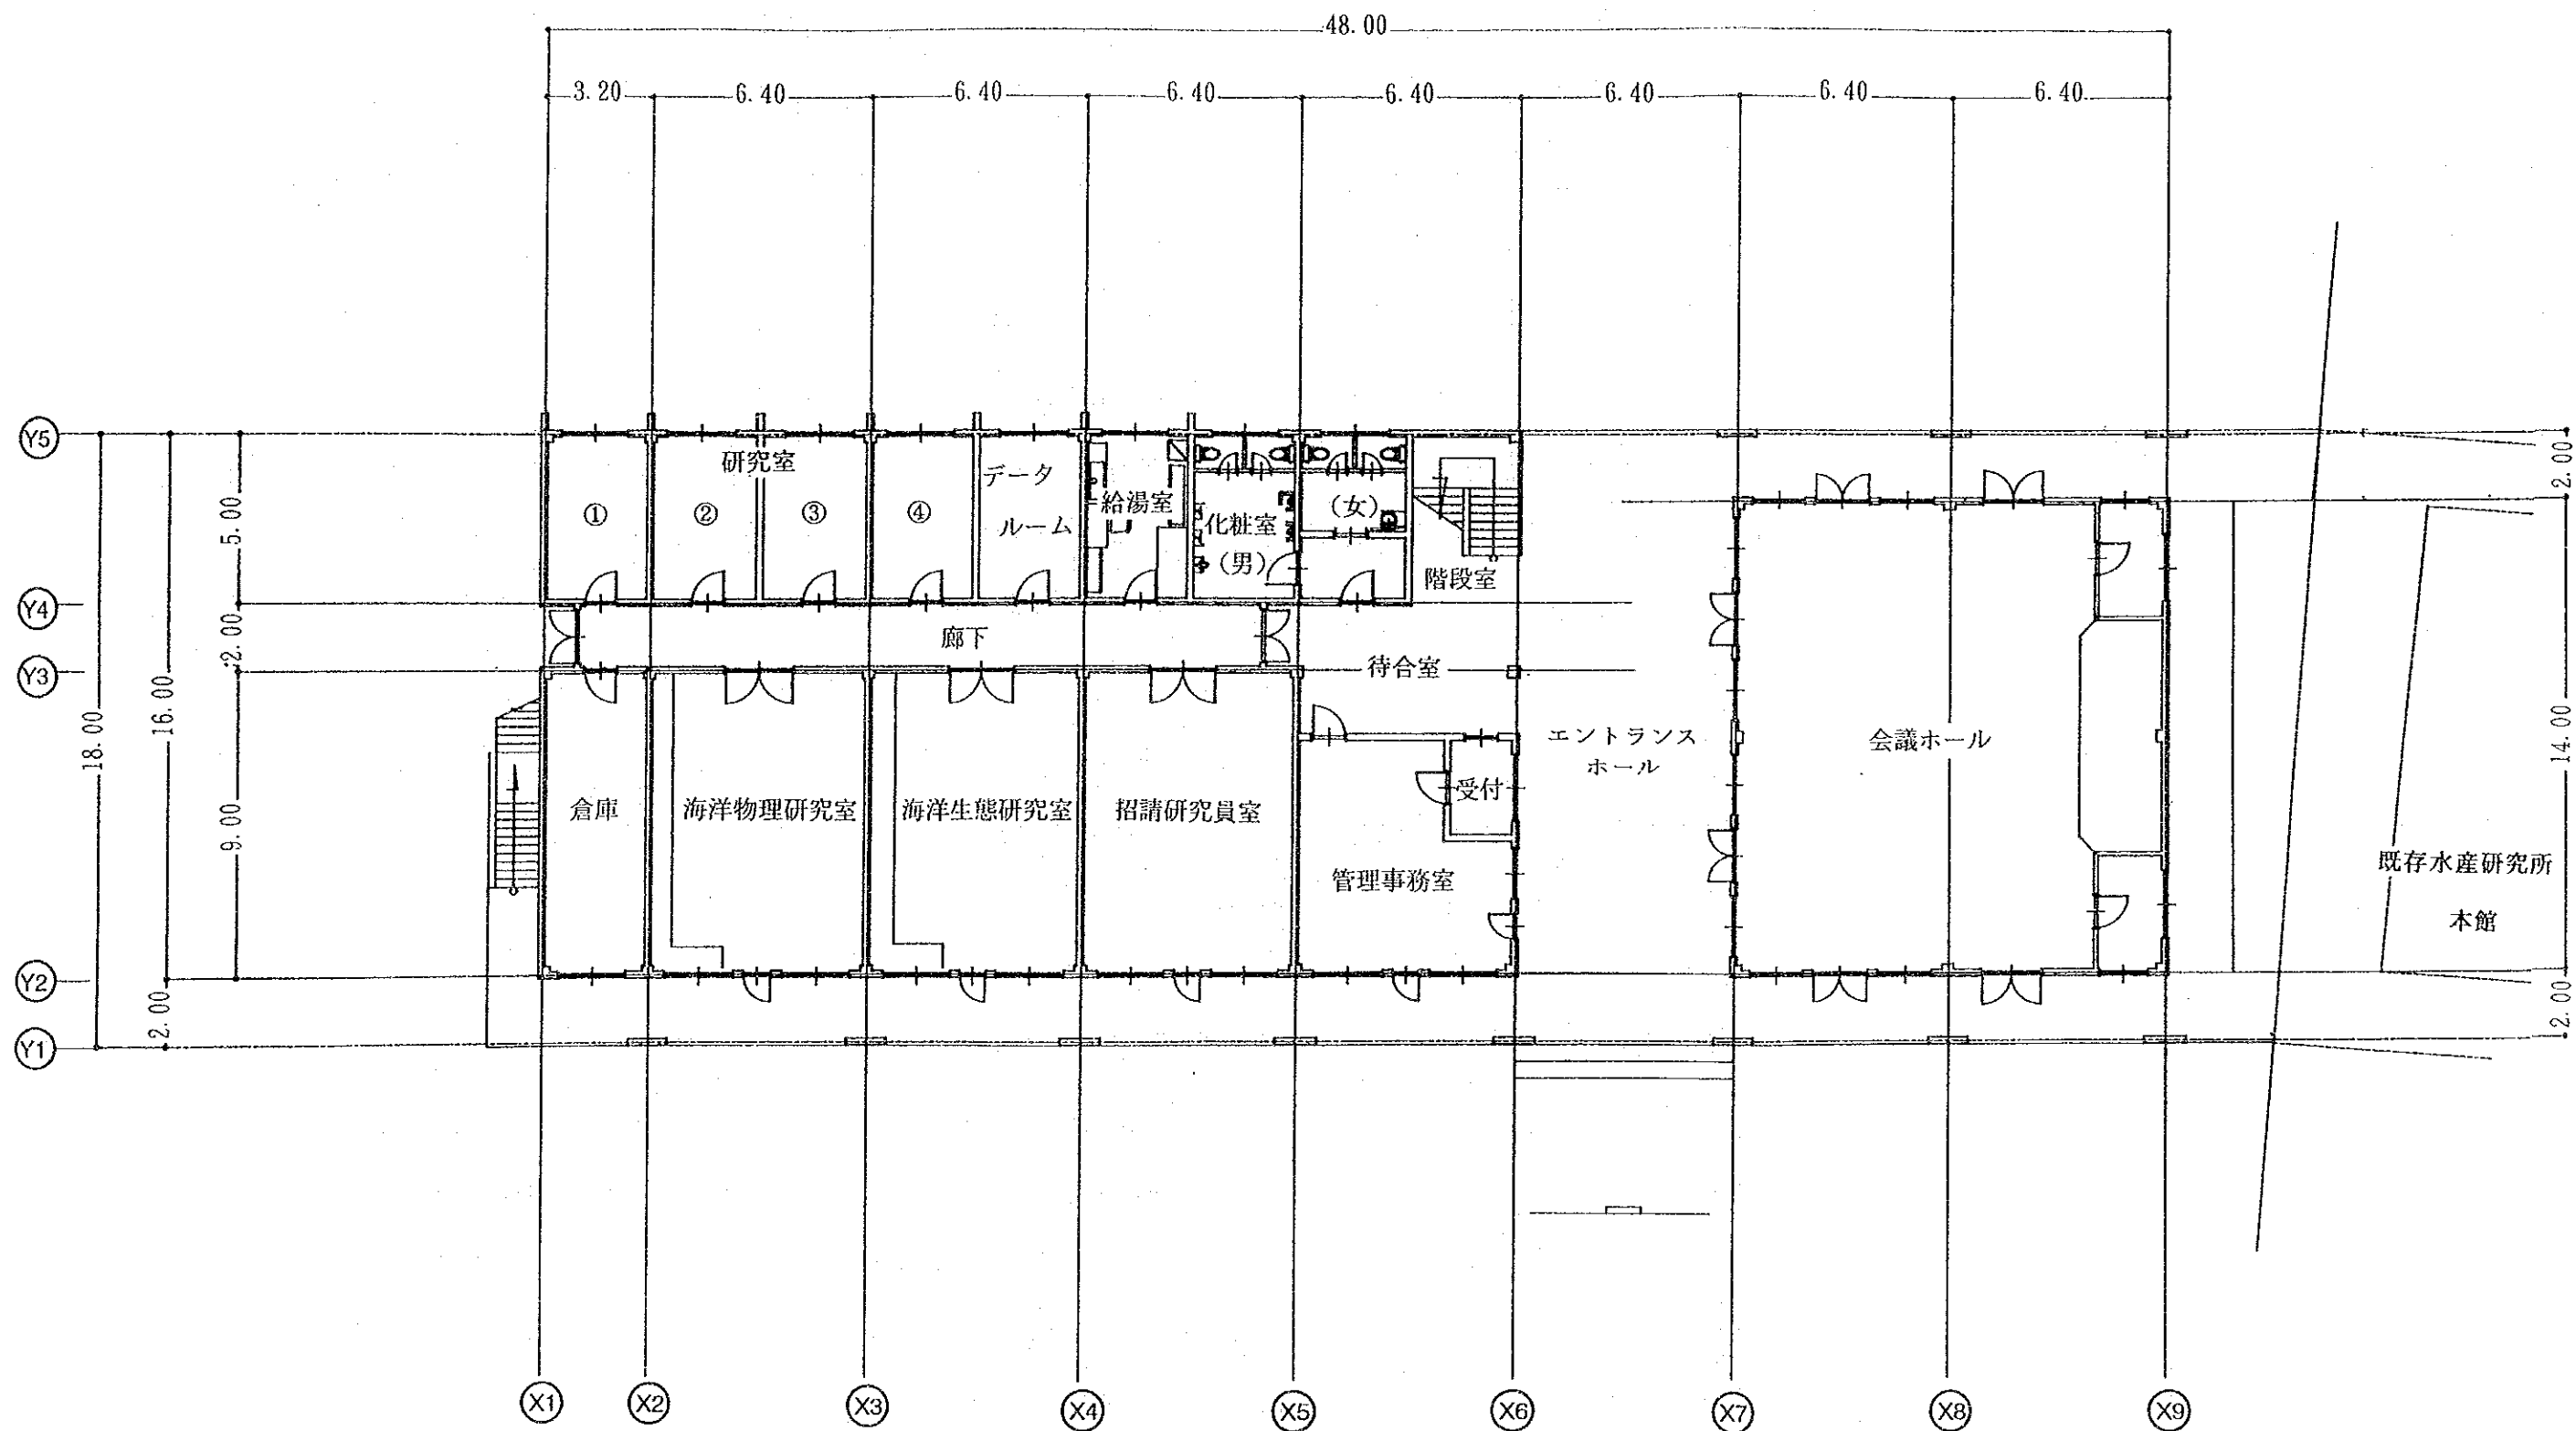 48.00
3.20 6.40 6.40 6.40 6.40 6.40 6.40 6.40
Y5
Y4
Y3
Y2
Y1
18.00
16.00
2.00
5.00
2.00
9.00
研究室
① ② ③ ④
データ
ルーム
給湯室
化粧室
(男)
(女)
階段室
廊下
待合室
エントランス
ホール
会議ホール
倉庫
海洋物理研究室
海洋生態研究室
招請研究員室
受付
管理事務室
既存水産研究所
本館
2.00
14.00
2.00
X1 X2 X3 X4 X5 X6 X7 X8 X9